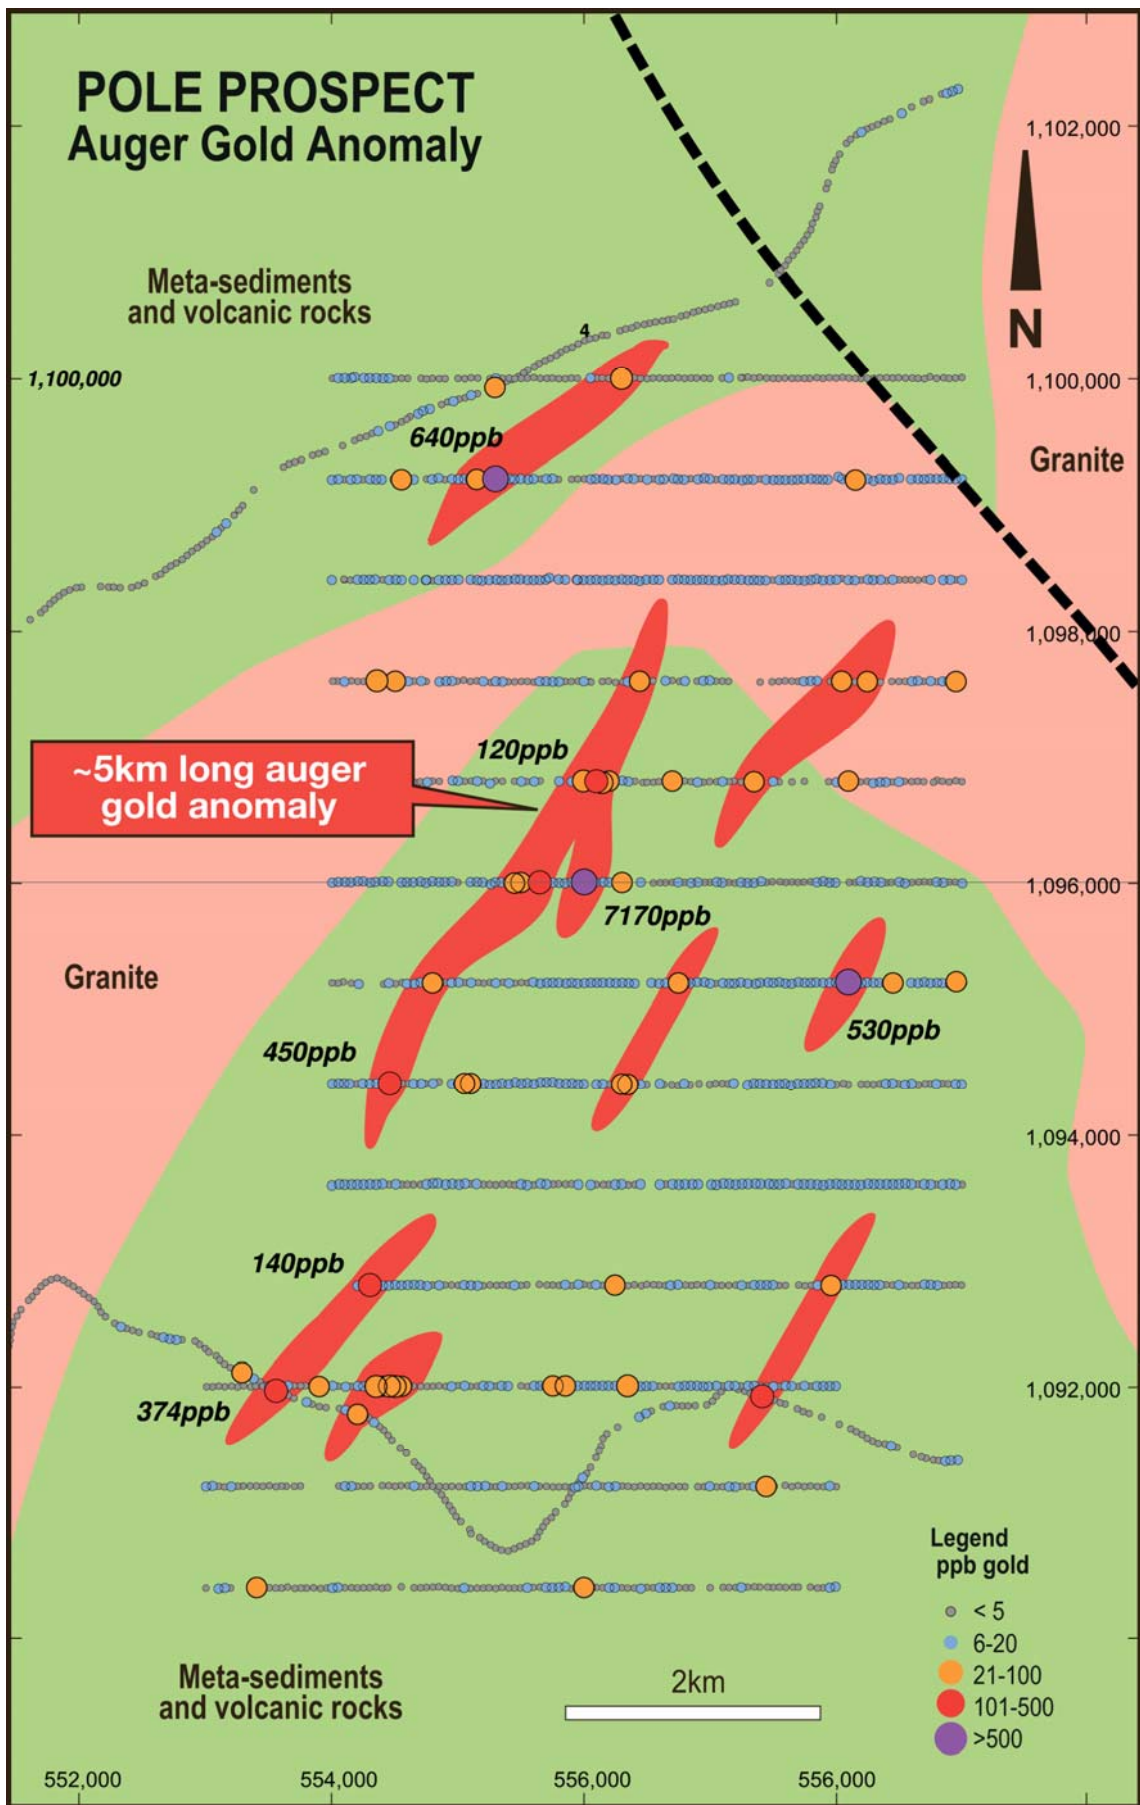 POLE PROSPECT
Auger Gold Anomaly
1,102,000
Meta-sediments
and volcanic rocks
N
4
1,100,000
1,100,000
640ppb
Granite
1,098,000
120ppb
~5km long auger
gold anomaly
1,096,000
7170ppb
Granite
530ppb
450ppb
1,094,000
140ppb
1,092,000
374ppb
Legend
ppb gold
< 5
6-20
21-100
101-500
>500
Meta-sediments
and volcanic rocks
2km
552,000
554,000
556,000
556,000